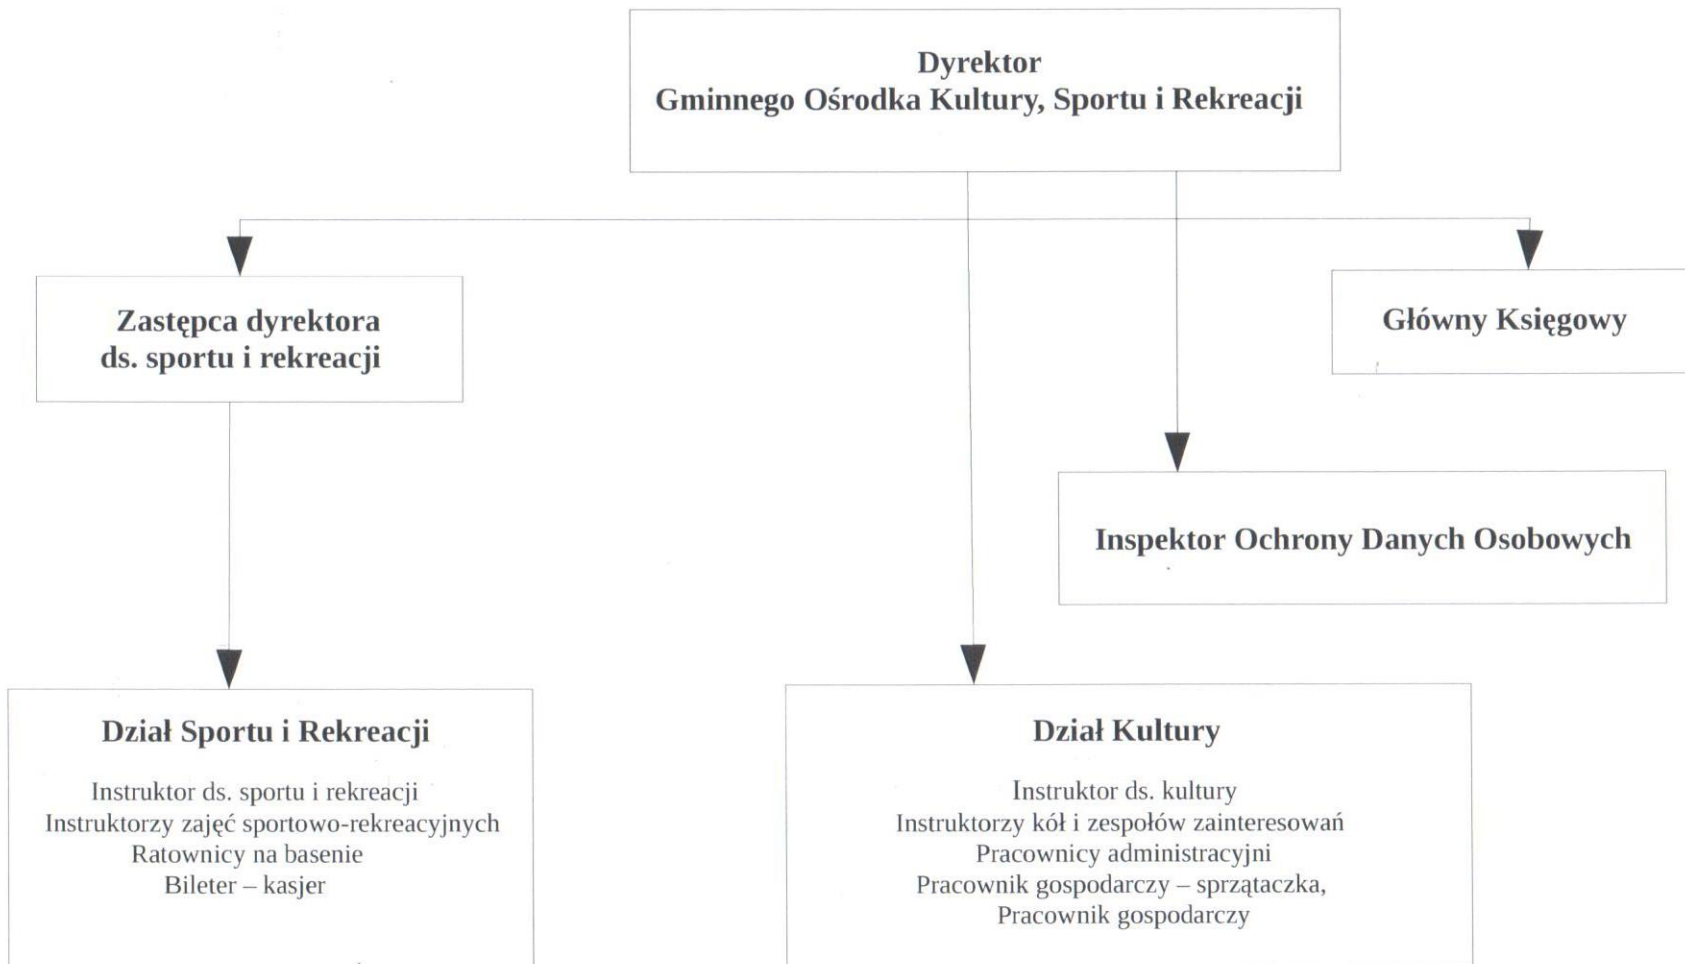 Dyrektor
Gminnego Ośrodka Kultury, Sportu i Rekreacji
Zastępca dyrektora
ds. sportu i rekreacji
Główny Księgowy
Inspektor Ochrony Danych Osobowych
Dział Sportu i Rekreacji
Instruktor ds. sportu i rekreacji
Instruktorzy zajęć sportowo-rekreacyjnych
Ratownicy na basenie
Bileter – kasjer
Dział Kultury
Instruktor ds. kultury
Instruktorzy kół i zespołów zainteresowań
Pracownicy administracyjni
Pracownik gospodarczy – sprzątaczka,
Pracownik gospodarczy